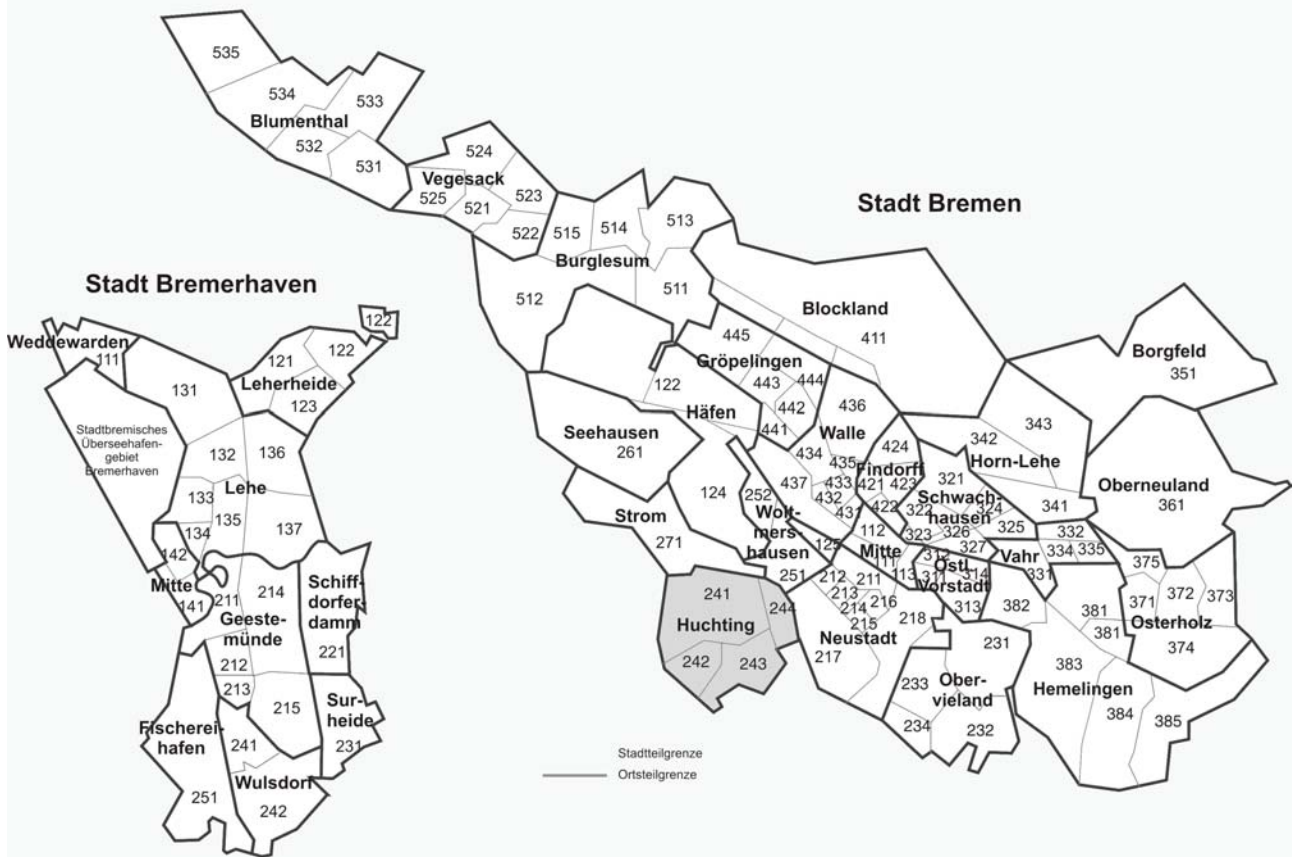 535
534
533
Blumenthal
532
531
524
Vegesack
525
523
521
522
515
514
513
Burglesum
512
511
Stadt Bremen
Stadt Bremerhaven
Blockland
411
Borgfeld
351
122
Weddewarden
111
121
122
Leherheide
131
123
Stadtbremisches
Überseehafen-
gebiet
Bremerhaven
132
136
Lehe
133
135
134
137
142
Mitte
141
211
214
Geeste-
münde
Schiff-
dorfer-
damm
221
212
213
215
Sur-
heide
231
Fischerei-
hafen
251
241
Wulsdorf
242
445
Gröpelingen
443
444
122
442
441
Häfen
436
Walle
434
435
437
433
432
431
424
Findorff
421
423
422
342
343
Horn-Lehe
341
Oberneuland
361
Seehausen
261
124
252
Wolt-
mers-
hausen
125
251
Strom
271
321
Schwach-
hausen
322
324
323
326
325
327
112
Mitte
111
113
312
Östl.
Vorstadt
311
314
313
332
Vahr
334
335
331
375
371
372
373
Osterholz
374
241
244
Huchting
242
243
212
211
213
214
216
215
218
Neustadt
217
231
233
Ober-
vieland
234
232
382
381
381
383
Hemelingen
384
385
Stadtteilgrenze
Ortsteilgrenze